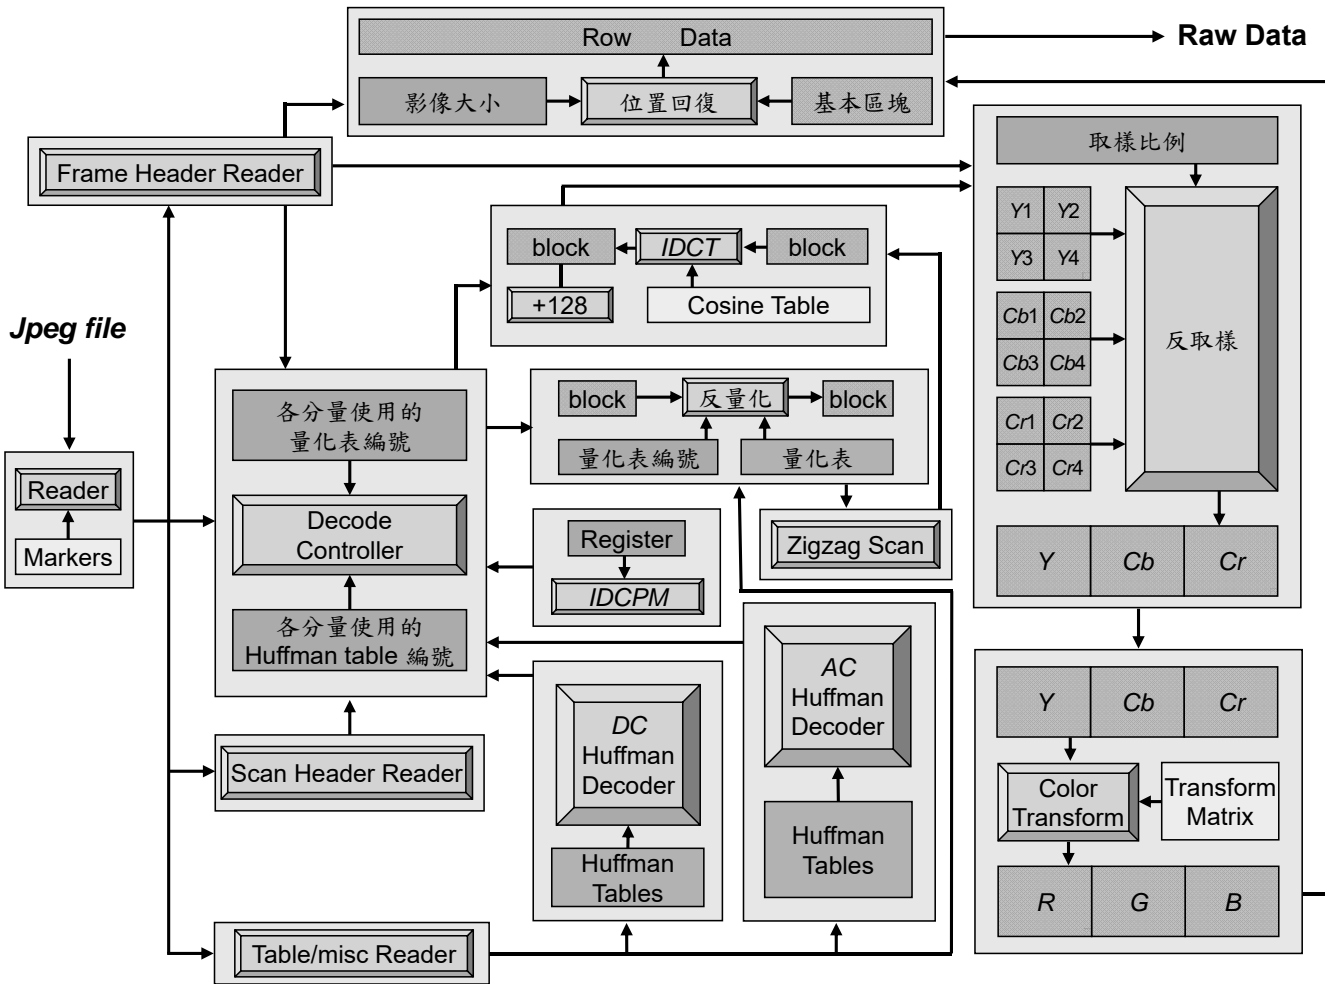 Row Data
Raw Data
影像大小
位置回復
基本區塊
Frame Header Reader
取樣比例
Y1 Y2
Y3 Y4
Cb1 Cb2
Cb3 Cb4
Cr1 Cr2
Cr3 Cr4
反取樣
Y Cb Cr
block
IDCT
block
+128
Cosine Table
Jpeg file
Reader
Markers
各分量使用的
量化表編號
Decode
Controller
各分量使用的
Huffman table 編號
block
反量化
block
量化表編號
量化表
Register
IDCPM
Zigzag Scan
Scan Header Reader
DC
Huffman
Decoder
Huffman
Tables
AC
Huffman
Decoder
Huffman
Tables
Table/misc Reader
Y Cb Cr
Color
Transform
Transform
Matrix
R G B